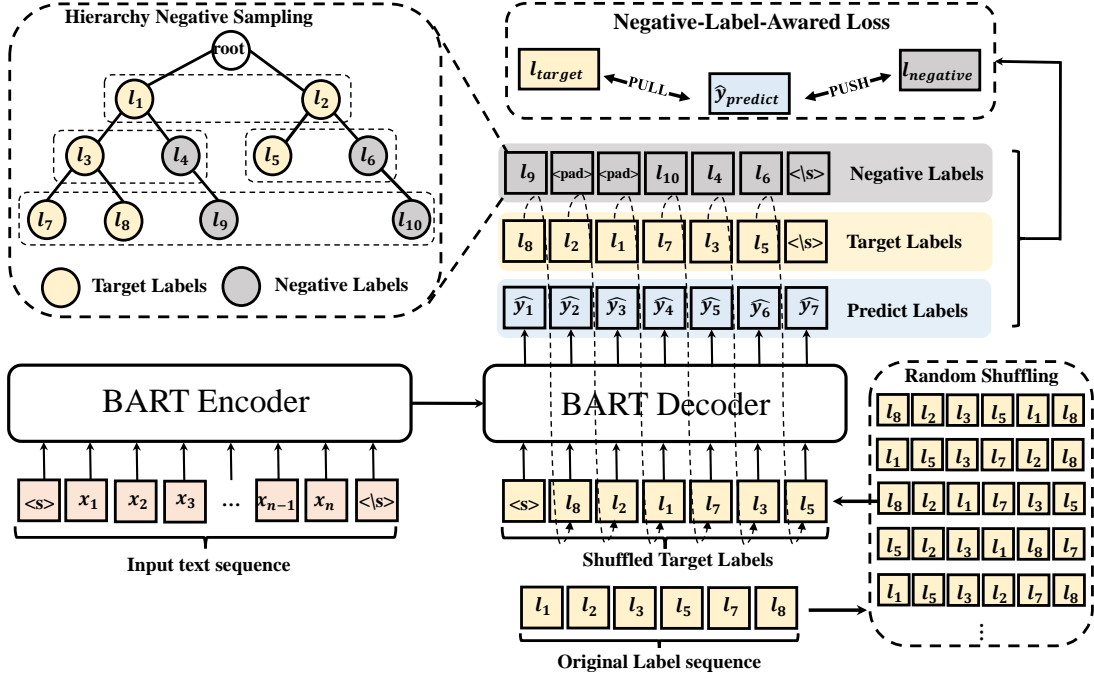 Hierarchy Negative Sampling
root
l1 l2
l3 l4 l5 l6
l7 l8 l9 l10
Target Labels Negative Labels
Negative-Label-Awared Loss
l_target PULL ŷ_predict PUSH l_negative
l9 <pad> <pad> l10 l4 l6 <\s> Negative Labels
l8 l2 l1 l7 l3 l5 <\s> Target Labels
ŷ1 ŷ2 ŷ3 ŷ4 ŷ5 ŷ6 ŷ7 Predict Labels
BART Encoder
BART Decoder
<s> x1 x2 x3 ... xn−1 xn <\s>
Input text sequence
<s> l8 l2 l1 l7 l3 l5
Shuffled Target Labels
l1 l2 l3 l5 l7 l8
Original Label sequence
Random Shuffling
l8 l2 l3 l5 l1 l8
l1 l5 l3 l7 l2 l8
l8 l2 l1 l7 l3 l5
l5 l2 l3 l1 l8 l7
l1 l5 l3 l2 l7 l8
⋮